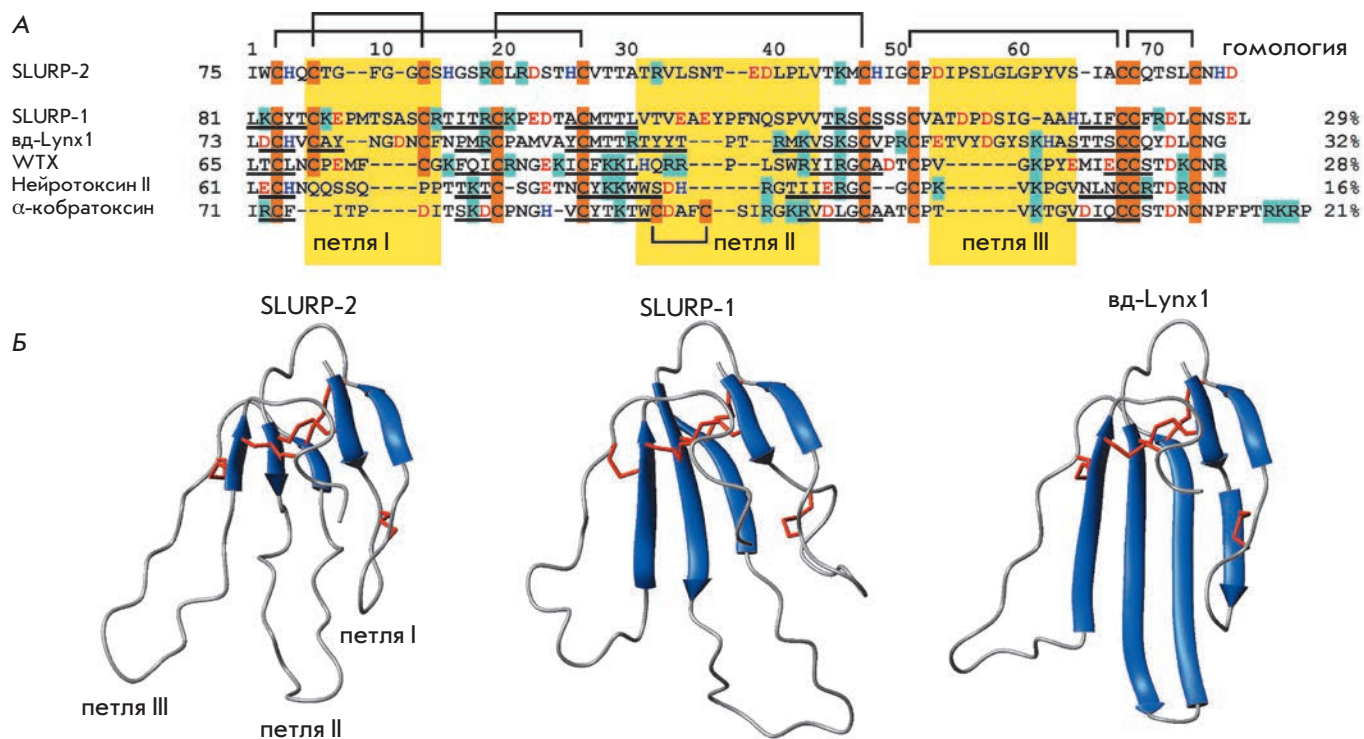 А
1 10 20 30 40 50 60 70 гомология
SLURP-2 75 IWCHQCTG--FG-GCSHGSRCLRDSTHCVTTATRVLSNT--EDLPLVTKMCHIGCPDIPSLGLGPYVS-IACCQTSLCNHD
SLURP-1 81 LKCYTCKEPMTSASCRTITRCKPEDTACMTTLVTVEAEYPFNQSPVVTRSCSSSCVATDPDSIG-AAHLIFCCFRDLCNSEL 29%
вд-Lynx1 73 LDCHVCAY---NGDNCFNPMRCPAMVAYCMTTRTYYT---PT--RMKVSKSCVPRCFETVYDGYSKHASTTSCCQYDLCNG 32%
WTX 65 LTCLNCPEMF----CGKFQICRNGEKICFKKLHQRR----P--LSWRYIRGCADTCPV------GKPYEMIECCSTDKCNR 28%
Нейротоксин II 61 LECHNQQSSQ----PPTTKTC-SGETNCYKKWWSDH-----RGTIIERGC--GCPK------VKPGVNLNCCRTDRCNN 16%
α-кобратоксин 71 IRCF---ITP----DITSKDCPNGH-VCYTKTWCDAFC---SIRGKRVDLGCAATCPT------VKTGVDIQCCSTDNCNPFPTRKRP 21%
петля I петля II петля III
Б
SLURP-2 SLURP-1 вд-Lynx1
петля I
петля III
петля II